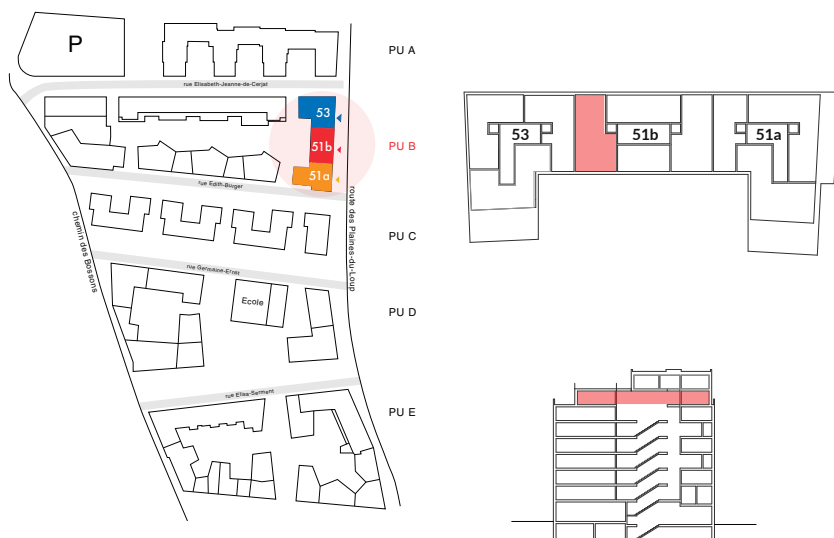 P
PU A
rue Elisabeth-Jeanne-de-Cerjat
53
51b
PU B
51a
rue Edith-Burger
route des Plaines-du-Loup
chemin des Bossons
PU C
rue Germaine-Ernst
Ecole
PU D
rue Elisa-Serment
PU E
53
51b
51a